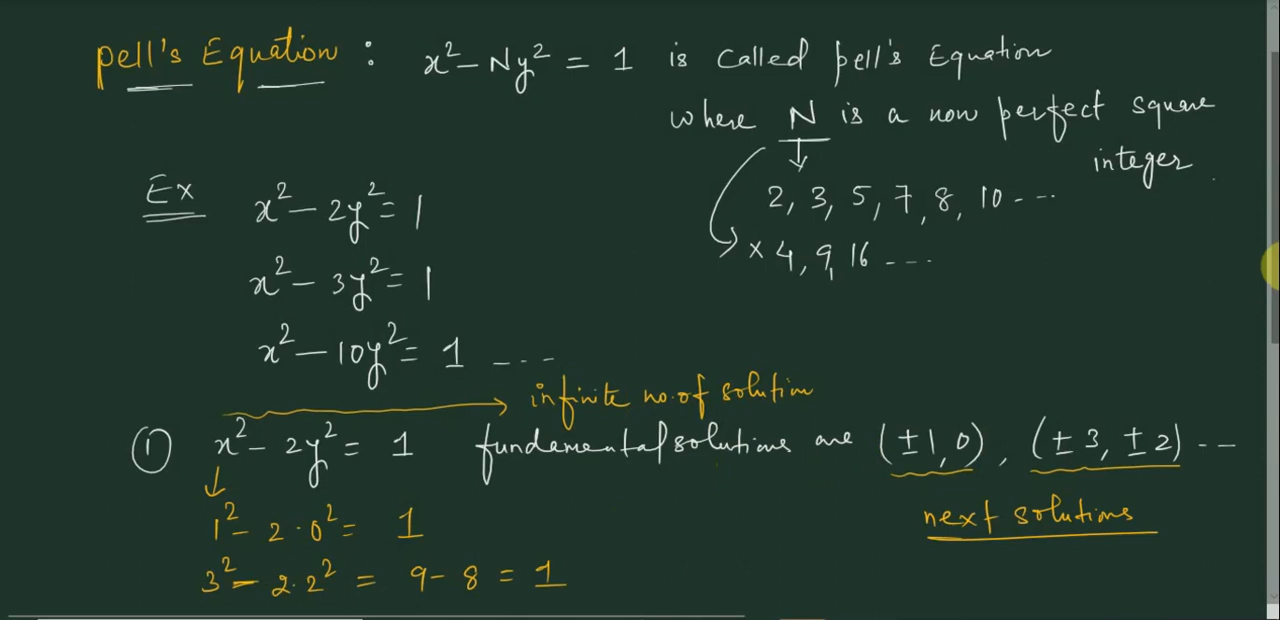 pell's Equation : x² - Ny² = 1 is called pell's Equation
where N is a non perfect square
integer
2, 3, 5, 7, 8, 10 - --
× 4, 9, 16 - - -
Ex x² - 2y² = 1
x² - 3y² = 1
x² - 10y² = 1 - - - -
infinite no. of solution
① x² - 2y² = 1 fundemental solutions are (±1, 0), (±3, ±2) - --
next solutions
1² - 2·0² = 1
3² - 2·2² = 9 - 8 = 1